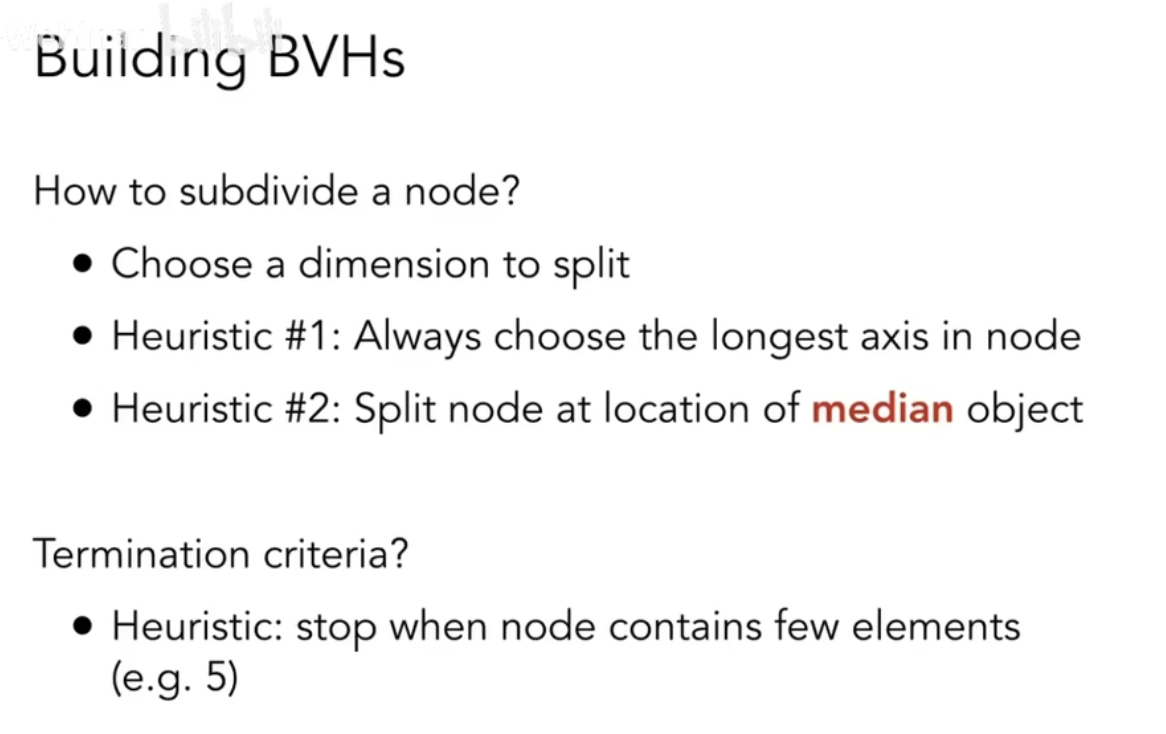 Building BVHs
How to subdivide a node?
● Choose a dimension to split
● Heuristic #1: Always choose the longest axis in node
● Heuristic #2: Split node at location of median object
Termination criteria?
● Heuristic: stop when node contains few elements
(e.g. 5)